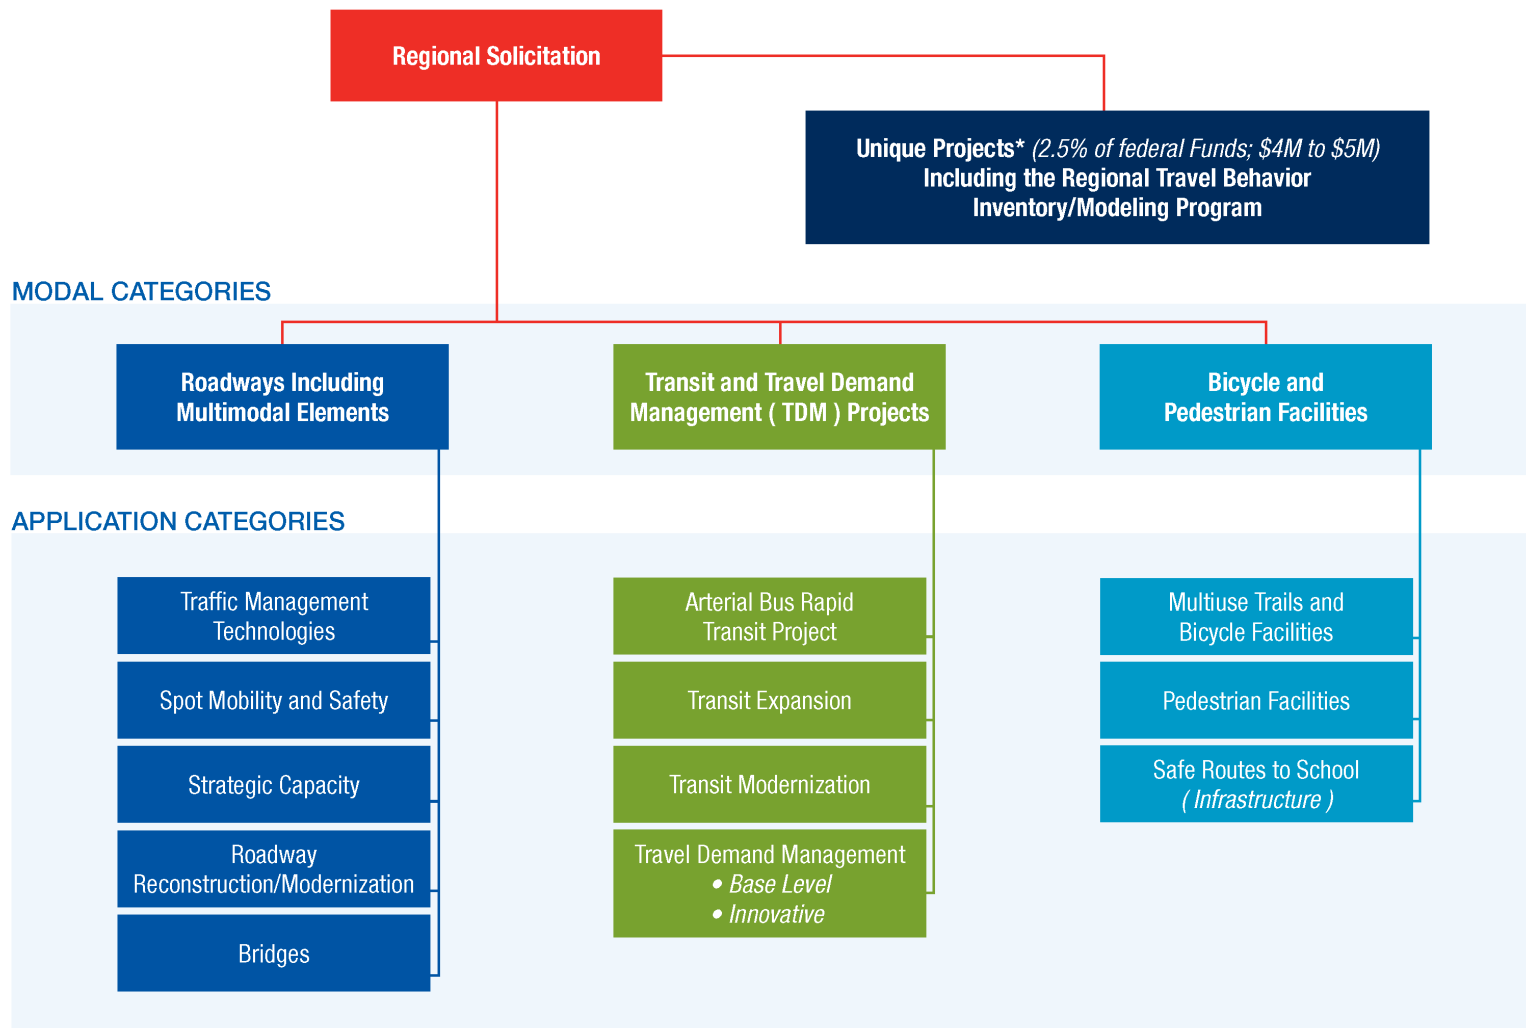 Regional Solicitation
Unique Projects* (2.5% of federal Funds; $4M to $5M)
Including the Regional Travel Behavior
Inventory/Modeling Program
MODAL CATEGORIES
Roadways Including
Multimodal Elements
Transit and Travel Demand
Management ( TDM ) Projects
Bicycle and
Pedestrian Facilities
APPLICATION CATEGORIES
Traffic Management
Technologies
Spot Mobility and Safety
Strategic Capacity
Roadway
Reconstruction/Modernization
Bridges
Arterial Bus Rapid
Transit Project
Transit Expansion
Transit Modernization
Travel Demand Management
• Base Level
• Innovative
Multiuse Trails and
Bicycle Facilities
Pedestrian Facilities
Safe Routes to School
( Infrastructure )